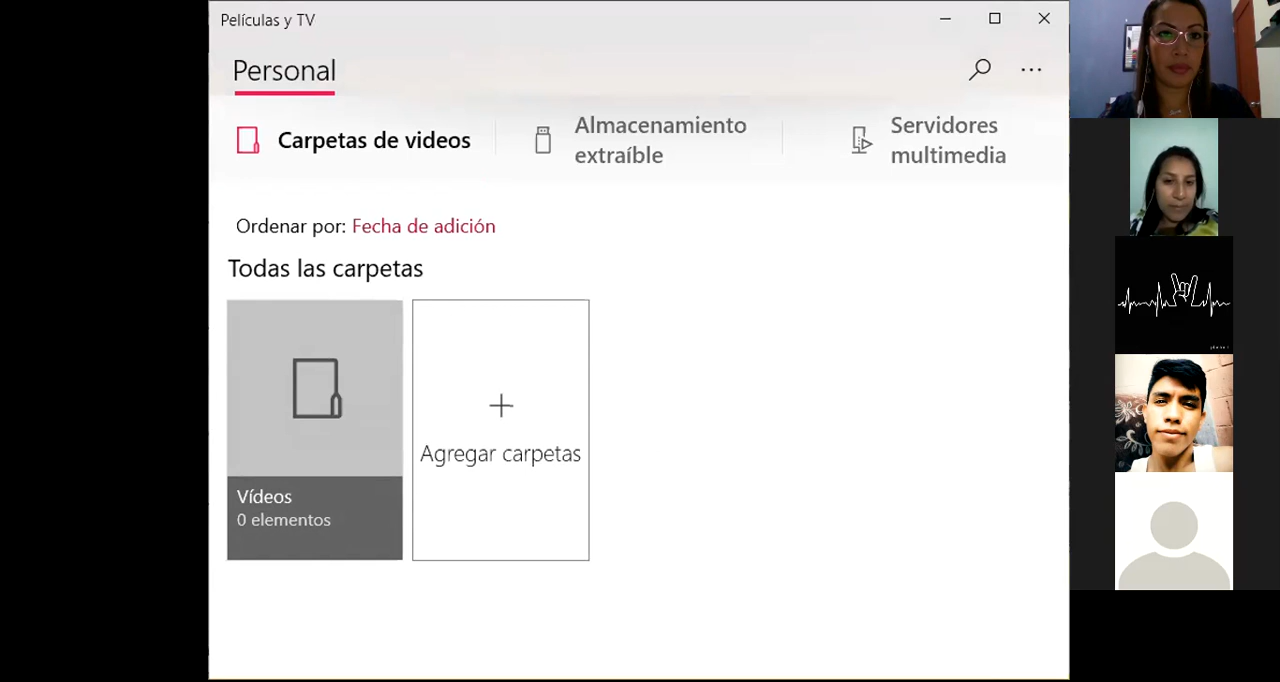 Películas y TV
Personal
Carpetas de videos
Almacenamiento
extraíble
Servidores
multimedia
Ordenar por: Fecha de adición
Todas las carpetas
Vídeos
0 elementos
Agregar carpetas